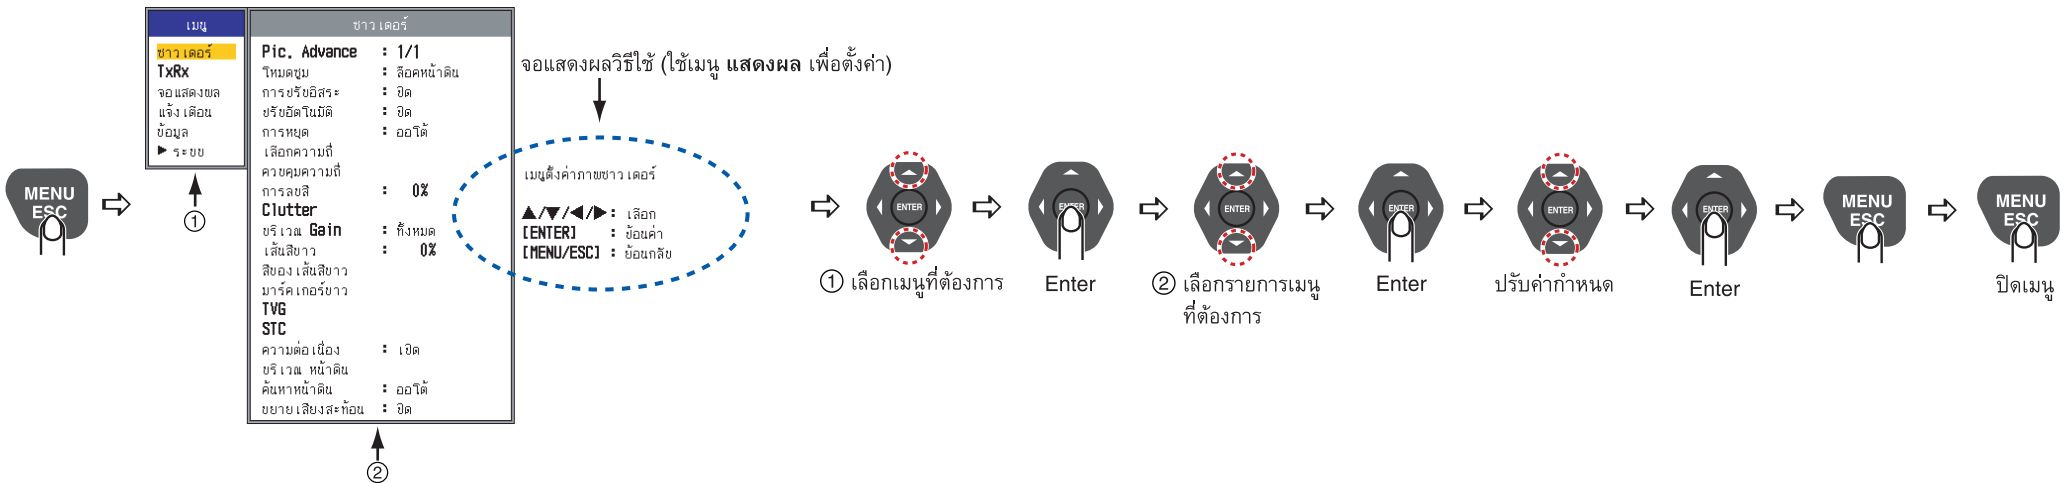 MENU
ESC
เมนู
ซาวเดอร์
TxRx
จอแสดงผล
แจ้งเตือน
ข้อมูล
▶ ระบบ
①
ซาวเดอร์
Pic. Advance : 1/1
โหมดซูม : ล็อคหน้าดิน
การปรับอิสระ : ปิด
ปรับอัตโนมัติ : ปิด
การหยุด : ออโต้
เลือกความถี่
ควบคุมความถี่
การลบสี : 0%
Clutter
บริเวณ Gain : ทั้งหมด
เส้นสีขาว : 0%
สีของเส้นสีขาว
มาร์คเกอร์ขาว
TVG
STC
ความต่อเนื่อง : เปิด
บริเวณ หน้าดิน
ค้นหาหน้าดิน : ออโต้
ขยายเสียงสะท้อน : ปิด
②
จอแสดงผลวิธีใช้ (ใช้เมนู แสดงผล เพื่อตั้งค่า)
เมนูตั้งค่าภาพซาวเดอร์
▲/▼/◀/▶ : เลือก
[ENTER] : ย้อนค่า
[MENU/ESC] : ย้อนกลับ
ENTER
① เลือกเมนูที่ต้องการ
ENTER
Enter
ENTER
② เลือกรายการเมนู
ที่ต้องการ
ENTER
Enter
ENTER
ปรับค่ากำหนด
ENTER
Enter
MENU
ESC
MENU
ESC
ปิดเมนู